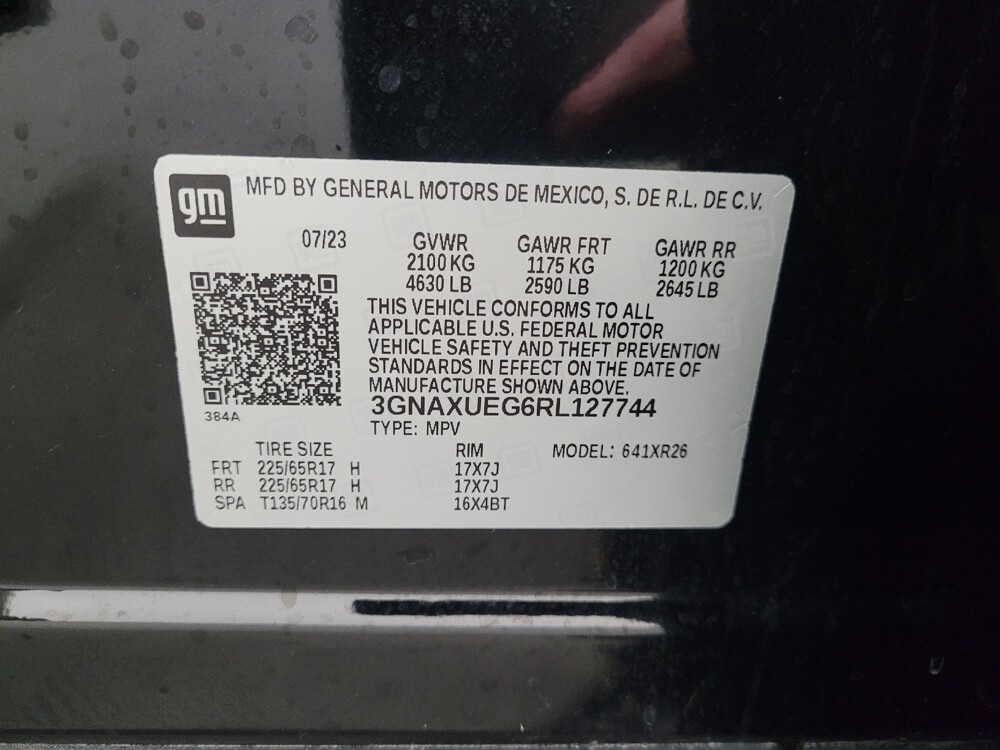 gm
MFD BY GENERAL MOTORS DE MEXICO, S. DE R.L. DE C.V.
07/23 GVWR GAWR FRT GAWR RR
2100 KG 1175 KG 1200 KG
4630 LB 2590 LB 2645 LB
THIS VEHICLE CONFORMS TO ALL
APPLICABLE U.S. FEDERAL MOTOR
VEHICLE SAFETY AND THEFT PREVENTION
STANDARDS IN EFFECT ON THE DATE OF
MANUFACTURE SHOWN ABOVE.
3GNAXUEG6RL127744
384A
TYPE: MPV
TIRE SIZE RIM MODEL: 641XR26
FRT 225/65R17 H 17X7J
RR 225/65R17 H 17X7J
SPA T135/70R16 M 16X4BT